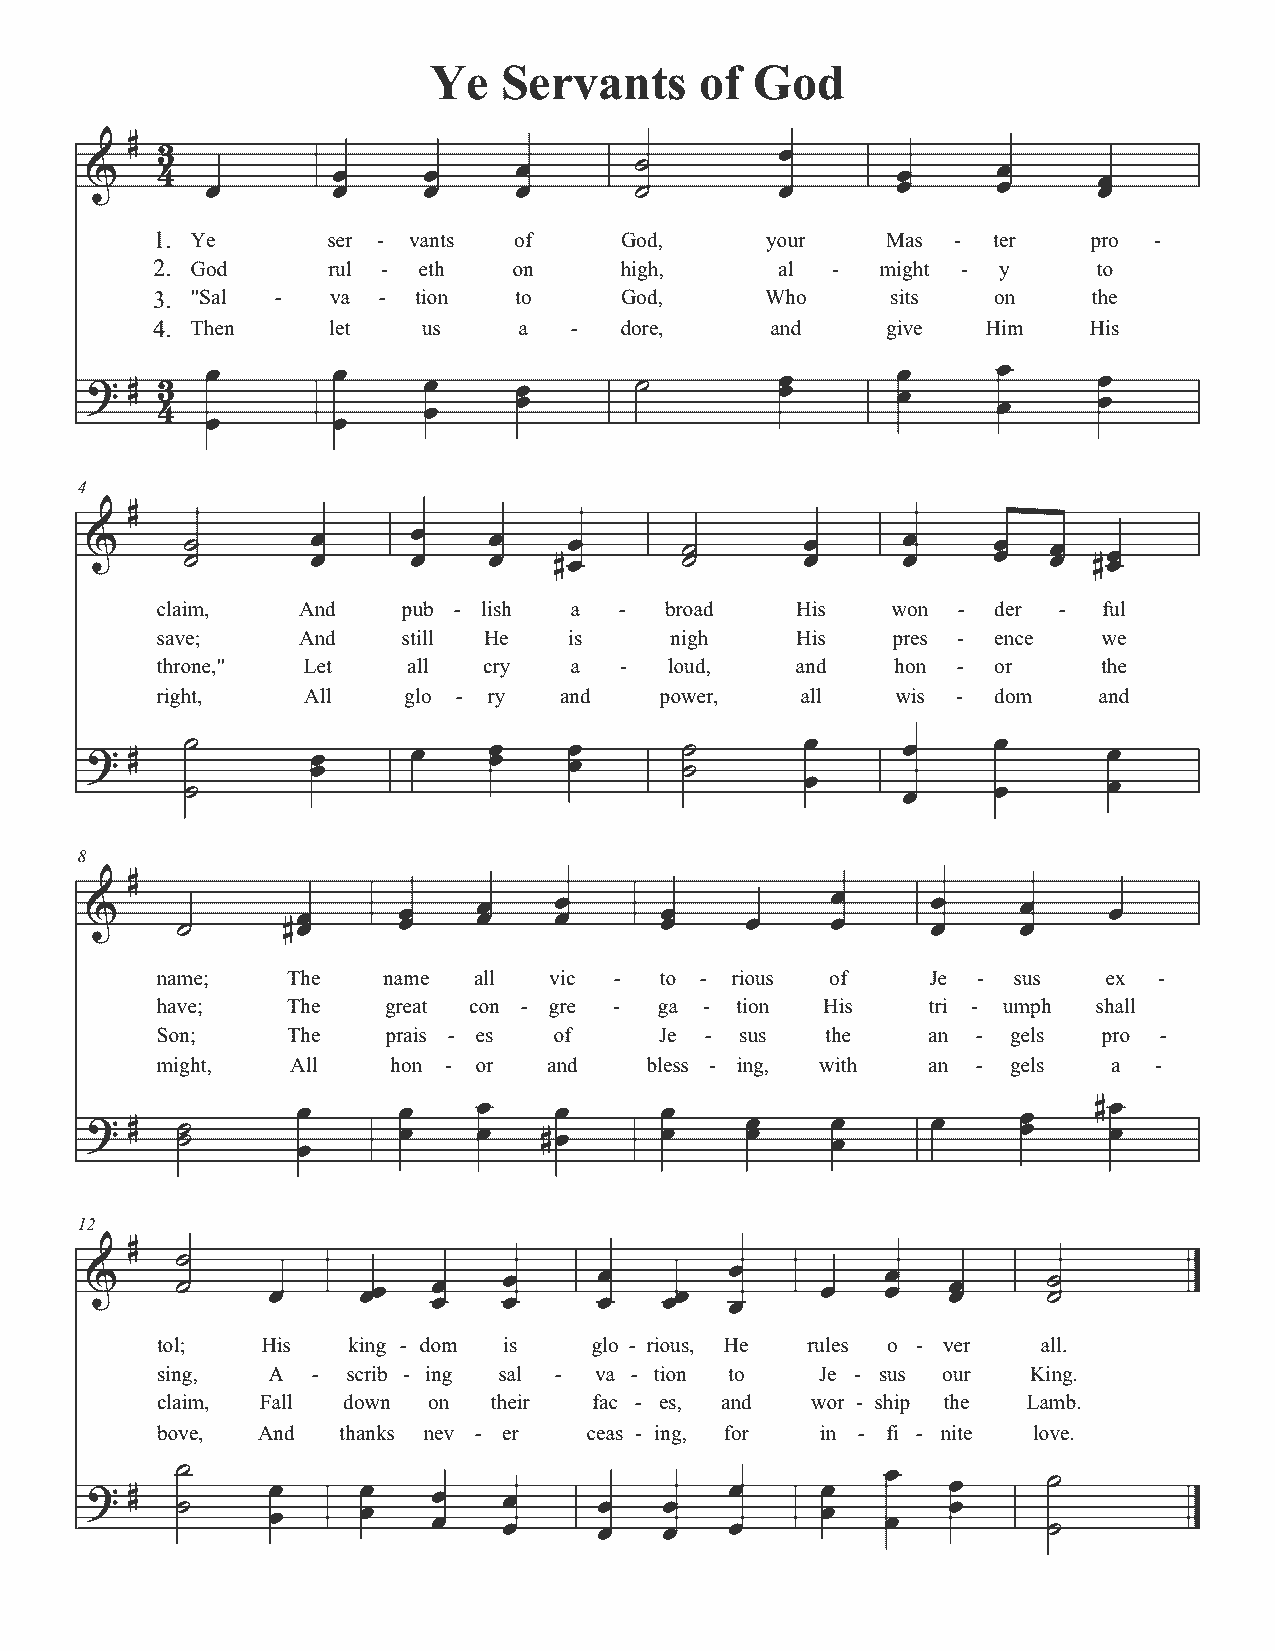 Ye Servants of God
1. Ye ser - vants of God, your Mas - ter pro -
2. God rul - eth on high, al - might - y to
3. "Sal - va - tion to God, Who sits on the
4. Then let us a - dore, and give Him His
4
claim, And pub - lish a - broad His won - der - ful
save; And still He is nigh His pres - ence we
throne," Let all cry a - loud, and hon - or the
right, All glo - ry and power, all wis - dom and
8
name; The name all vic - to - rious of Je - sus ex -
have; The great con - gre - ga - tion His tri - umph shall
Son; The prais - es of Je - sus the an - gels pro -
might, All hon - or and bless - ing, with an - gels a -
12
tol; His king - dom is glo - rious, He rules o - ver all.
sing, A - scrib - ing sal - va - tion to Je - sus our King.
claim, Fall down on their fac - es, and wor - ship the Lamb.
bove, And thanks nev - er ceas - ing, for in - fi - nite love.